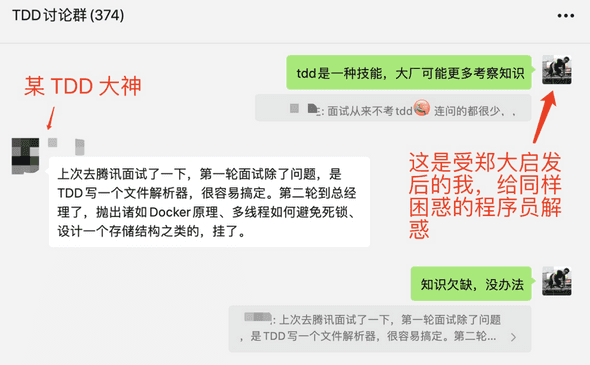 TDD讨论群(374)
tdd是一种技能，大厂可能更多考察知识
某 TDD 大神
: 面试从来不考tdd 连问的都很少，，
这是受郑大启发
后的我，给同样
困惑的程序员解
惑
上次去腾讯面试了一下，第一轮面试除了问题，是
TDD写一个文件解析器，很容易搞定。第二轮到总经
理了，抛出诸如Docker原理、多线程如何避免死锁、
设计一个存储结构之类的，挂了。
知识欠缺，没办法
: 上次去腾讯面试了一下，第一轮面试除了问题
，是TDD写一个文件解析器，很容易搞定。第二轮...